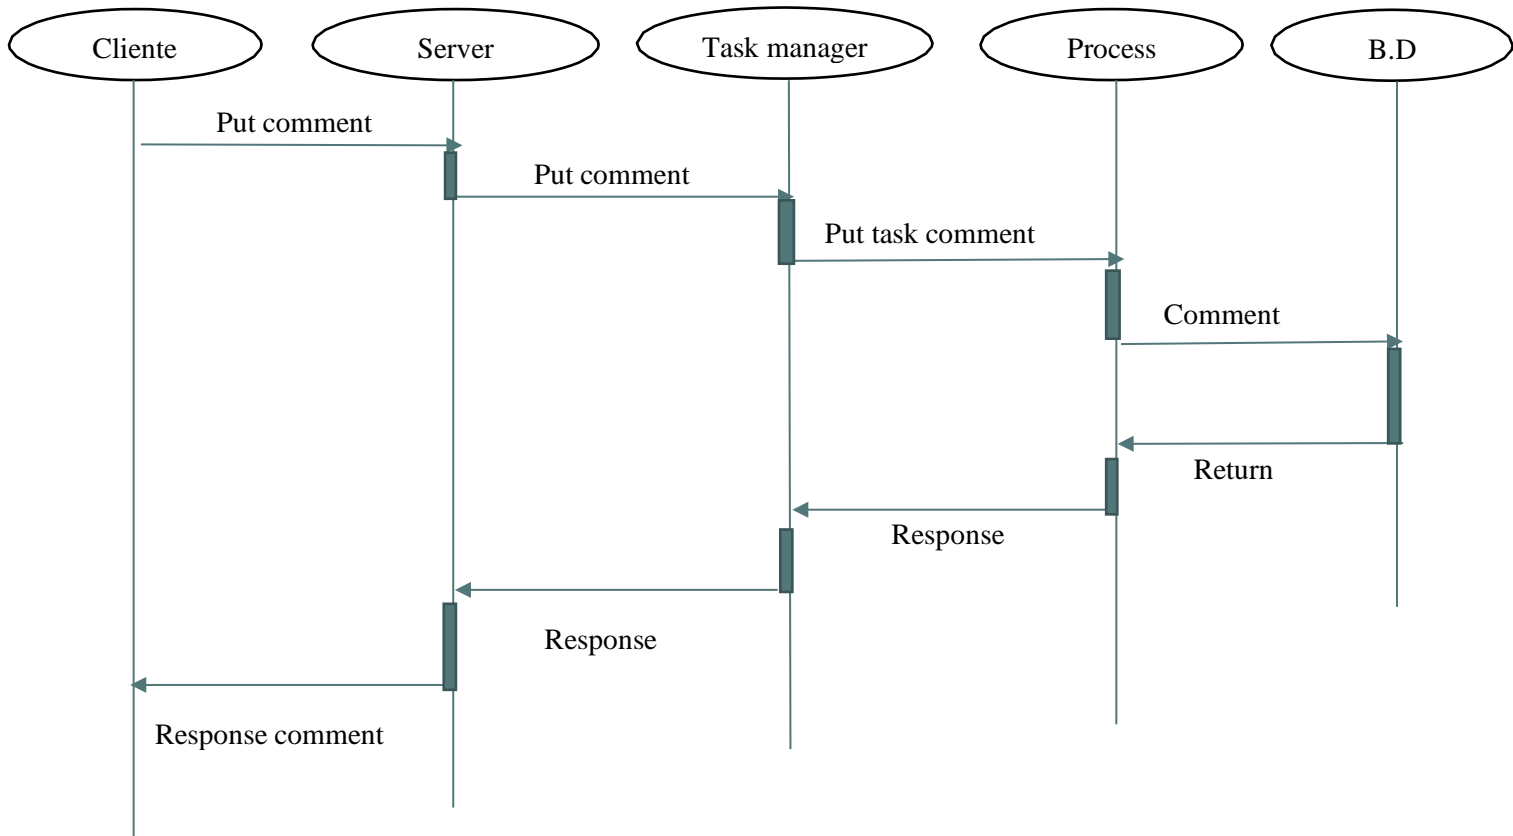 Cliente
Server
Task manager
Process
B.D
Put comment
Put comment
Put task comment
Comment
Return
Response
Response
Response comment